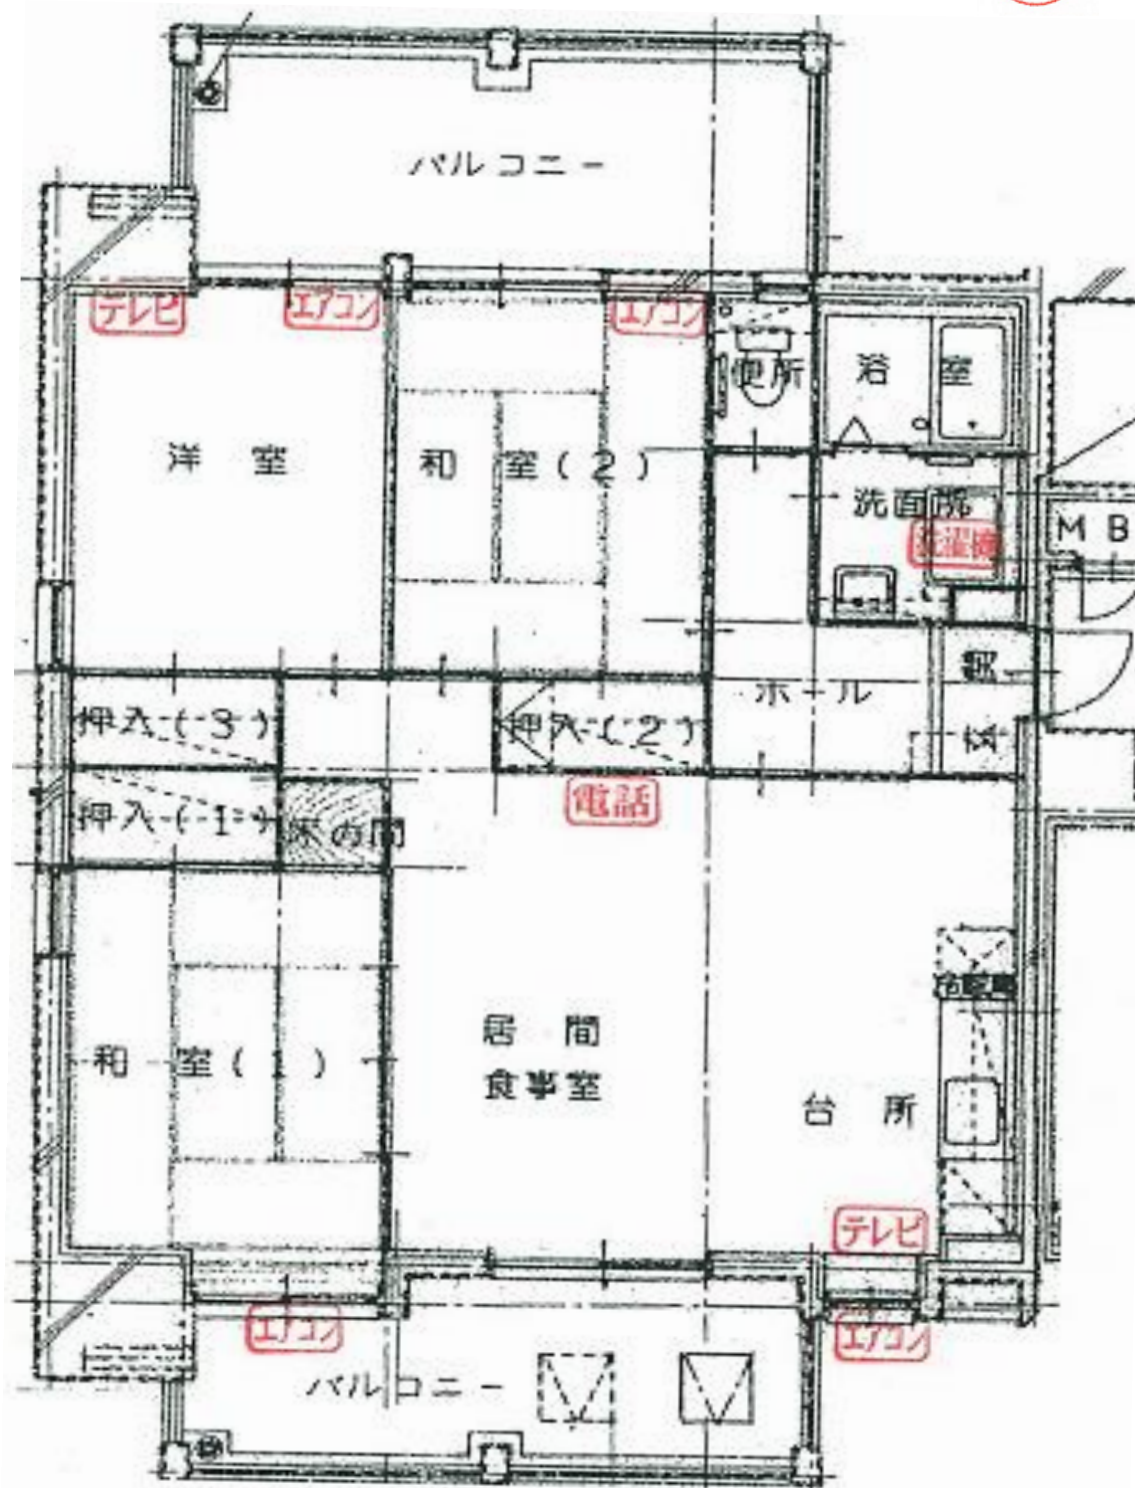 バルコニー
テレビ
エアコン
エアコン
便所
浴室
洋室
和室(2)
洗面所
洗濯機
MB
押入(3)
押入(2)
ホール
玄関
電話
押入(1)
床の間
冷蔵庫
和室(1)
居間
食事室
台所
テレビ
エアコン
エアコン
バルコニー